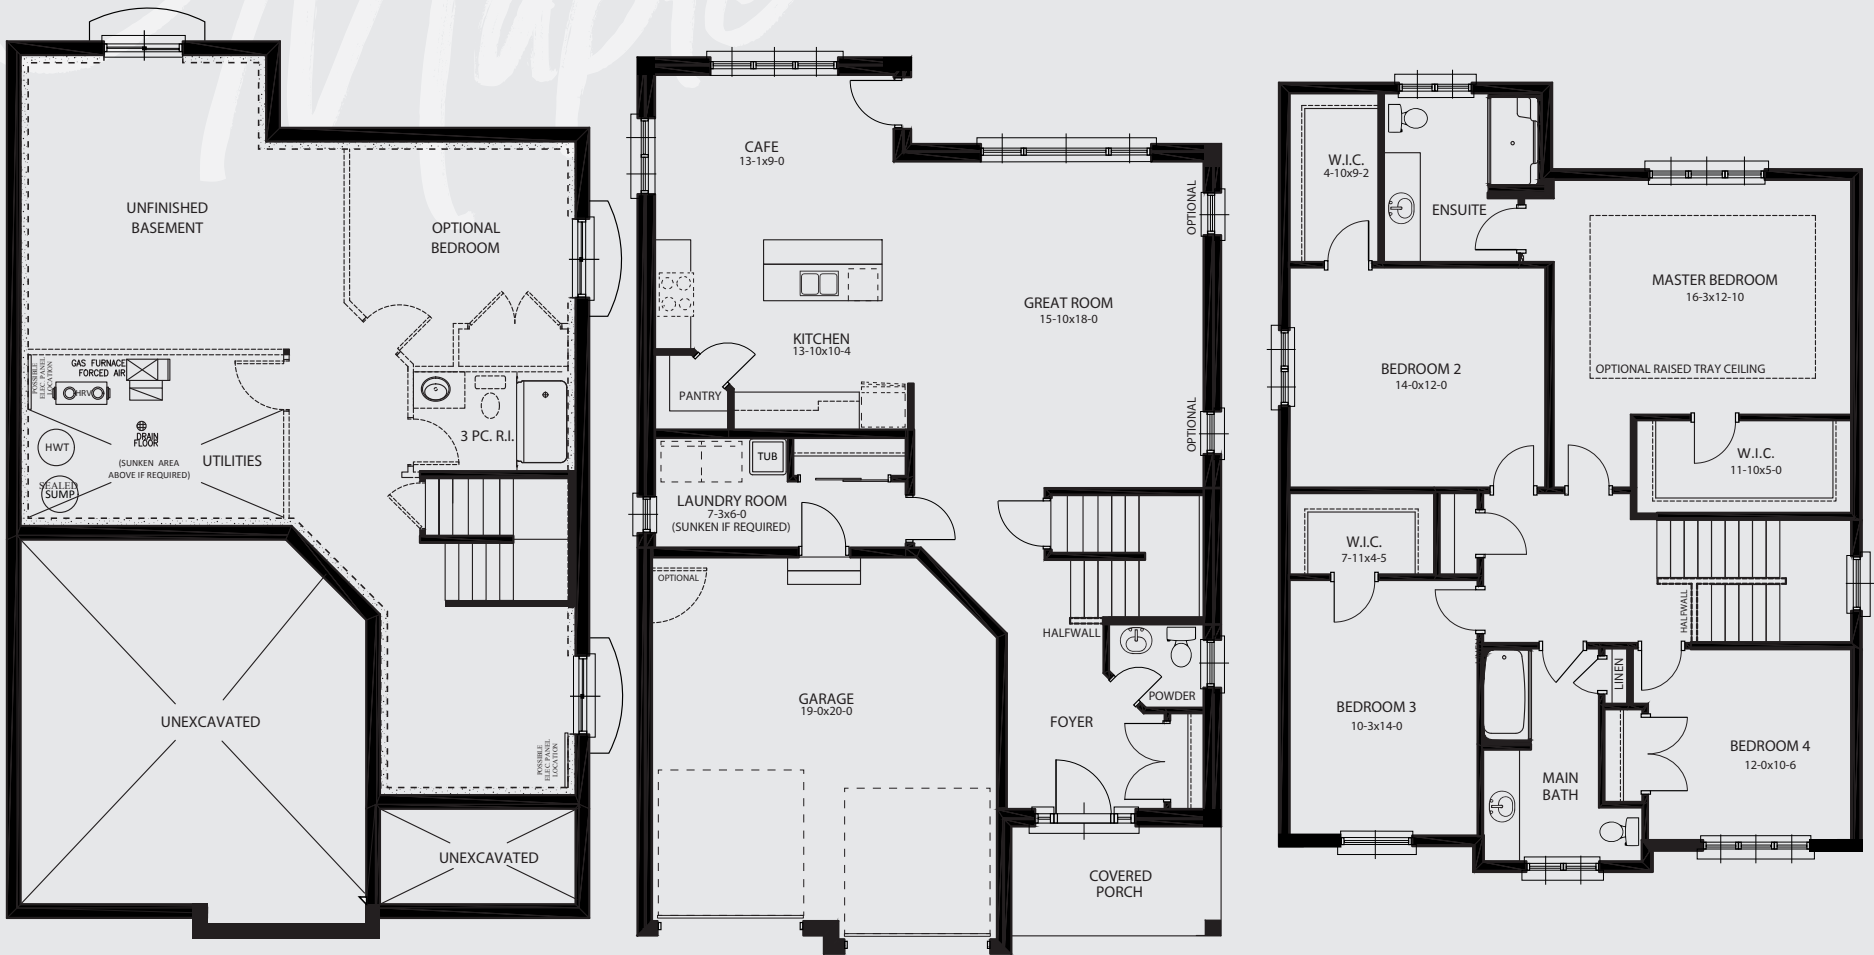 Maple
UNFINISHED
BASEMENT
OPTIONAL
BEDROOM
POSSIBLE
ELEC. PANEL
LOCATION
GAS FURNACE
FORCED AIR
HRV
DRAIN
FLOOR
HWT
(SUNKEN AREA
ABOVE IF REQUIRED)
UTILITIES
SEALED
SUMP
3 PC. R.I.
UNEXCAVATED
POSSIBLE
ELEC. PANEL
LOCATION
UNEXCAVATED
CAFE
13-1x9-0
OPTIONAL
GREAT ROOM
15-10x18-0
KITCHEN
13-10x10-4
PANTRY
OPTIONAL
TUB
LAUNDRY ROOM
7-3x6-0
(SUNKEN IF REQUIRED)
OPTIONAL
HALFWALL
POWDER
GARAGE
19-0x20-0
FOYER
COVERED
PORCH
W.I.C.
4-10x9-2
ENSUITE
MASTER BEDROOM
16-3x12-10
OPTIONAL RAISED TRAY CEILING
BEDROOM 2
14-0x12-0
W.I.C.
11-10x5-0
W.I.C.
7-11x4-5
HALFWALL
LINEN
BEDROOM 3
10-3x14-0
MAIN
BATH
BEDROOM 4
12-0x10-6